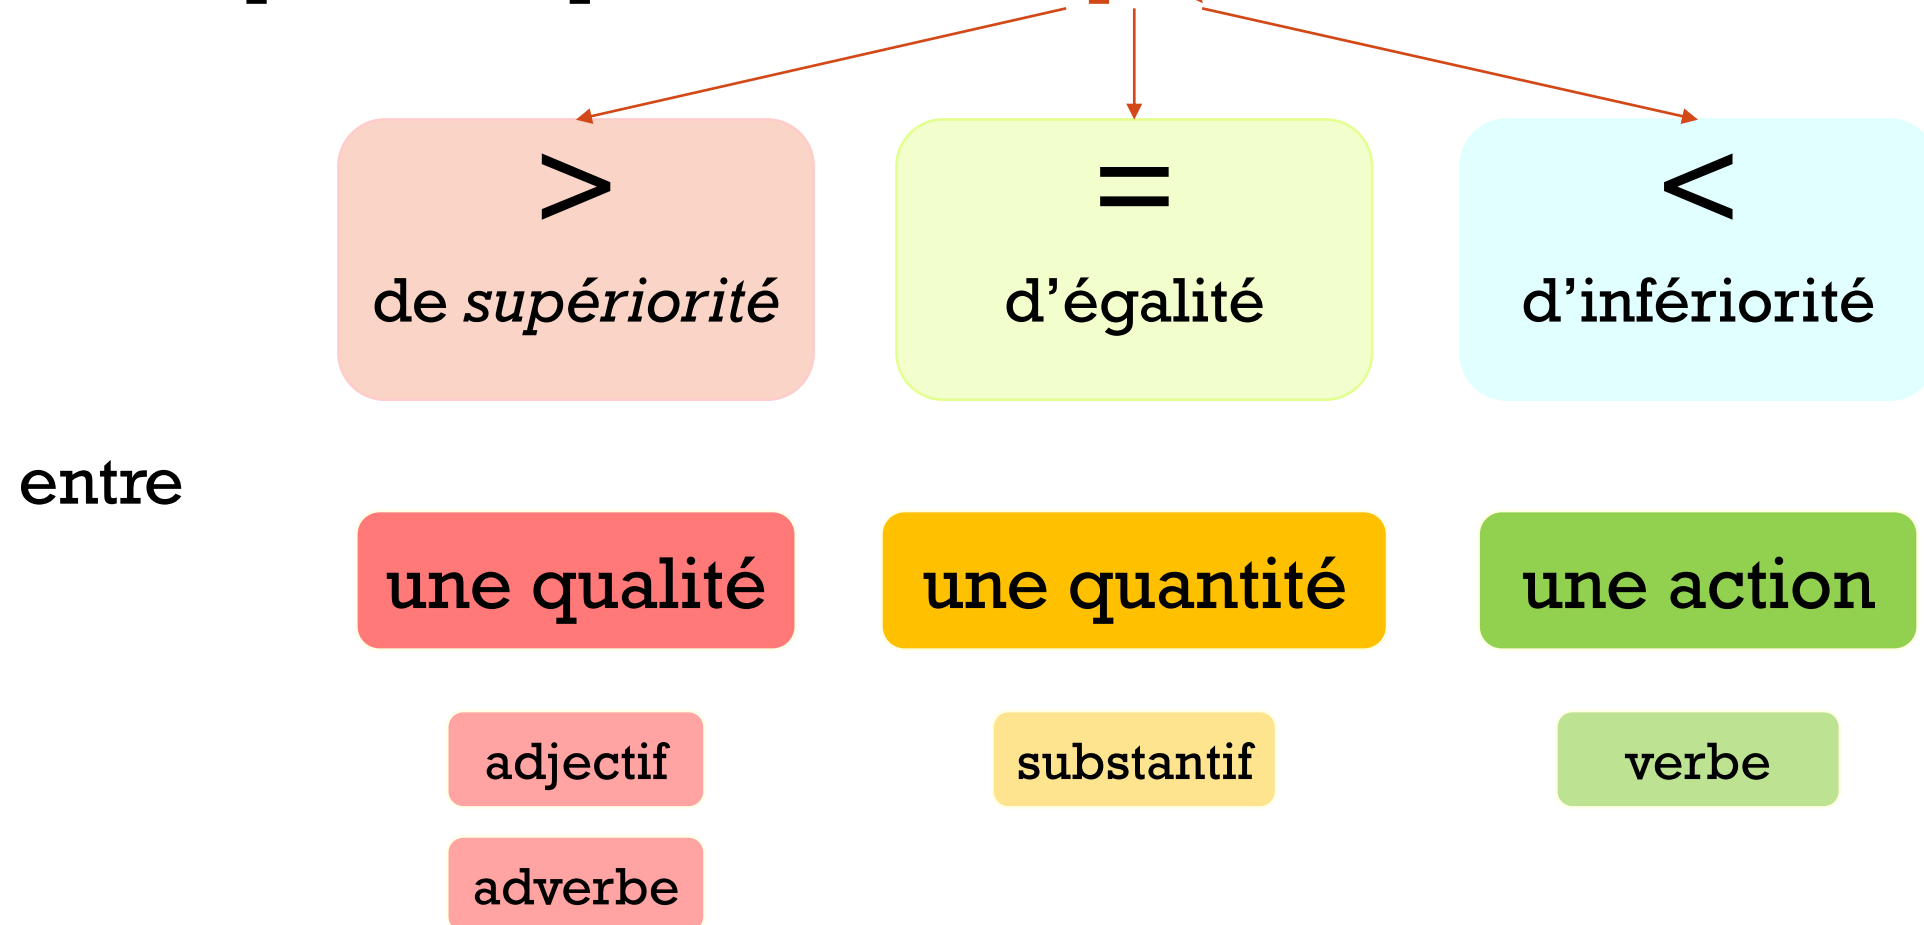 > = <
de supériorité d’égalité d’infériorité
entre
une qualité une quantité une action
adjectif substantif verbe
adverbe